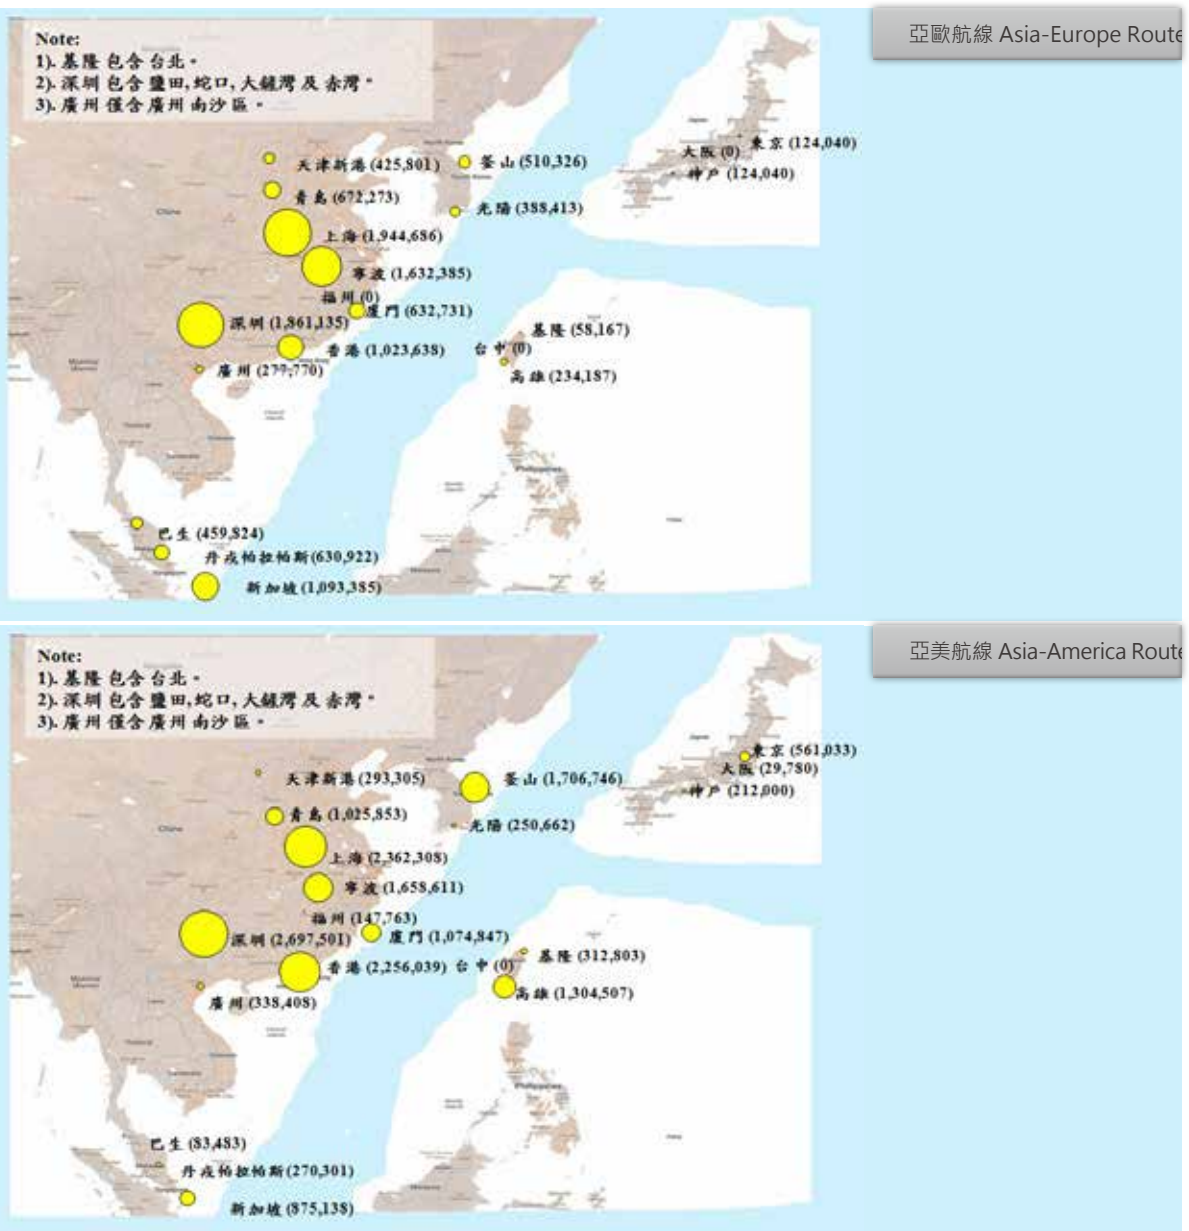 亞歐航線 Asia-Europe Route
Note:
1). 基隆 包含 台北。
2). 深圳 包含 鹽田, 蛇口, 大鏟灣 及 赤灣。
3). 廣州 僅含 廣州 南沙區。
天津新港 (425,801)
釜山 (510,326)
東京 (124,040)
大阪 (0)
神戶 (124,040)
青島 (672,273)
光陽 (388,413)
China
Japan
上海 (1,944,686)
寧波 (1,632,385)
福州 (0)
廈門 (632,731)
深圳 (1,861,135)
基隆 (58,167)
香港 (1,023,638)
台中 (0)
廣州 (277,770)
高雄 (234,187)
Philippines
巴生 (459,824)
丹戎帕拉帕斯(630,922)
新加坡 (1,093,385)
亞美航線 Asia-America Route
Note:
1). 基隆 包含 台北。
2). 深圳 包含 鹽田, 蛇口, 大鏟灣 及 赤灣。
3). 廣州 僅含 廣州 南沙區。
東京 (561,033)
大阪 (29,780)
神戶 (212,000)
天津新港 (293,305)
釜山 (1,706,746)
青島 (1,025,853)
光陽 (250,662)
China
Japan
上海 (2,362,308)
寧波 (1,658,611)
福州 (147,763)
深圳 (2,697,501)
廈門 (1,074,847)
基隆 (312,803)
香港 (2,256,039)
台中 (0)
廣州 (338,408)
高雄 (1,304,507)
Philippines
巴生 (83,483)
丹戎帕拉帕斯(270,301)
新加坡 (875,138)